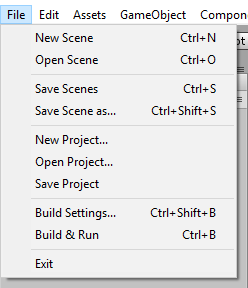 File Edit Assets GameObject Compon
New Scene Ctrl+N
Open Scene Ctrl+O
Save Scenes Ctrl+S
Save Scene as... Ctrl+Shift+S
New Project...
Open Project...
Save Project
Build Settings... Ctrl+Shift+B
Build & Run Ctrl+B
Exit